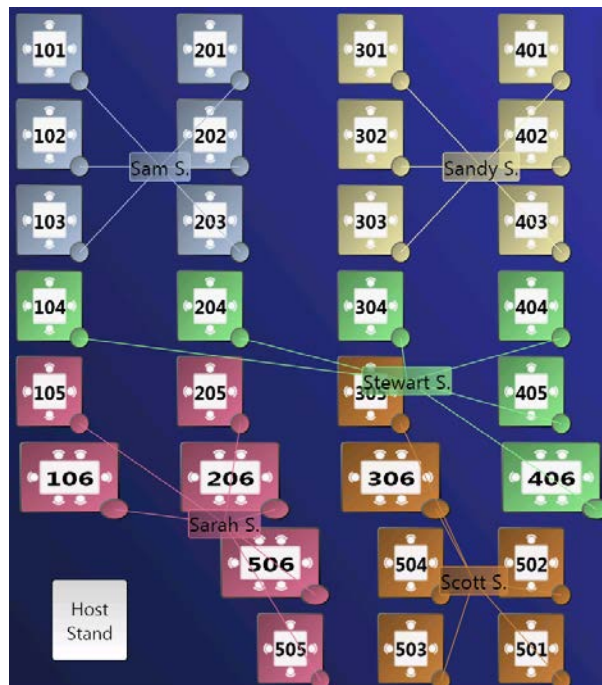 101 201 301 401
102 202 302 402
Sam S. Sandy S.
103 203 303 403
104 204 304 404
Stewart S.
105 205 305 405
106 206 306 406
Sarah S.
506 504 502
Scott S.
Host
Stand
505 503 501